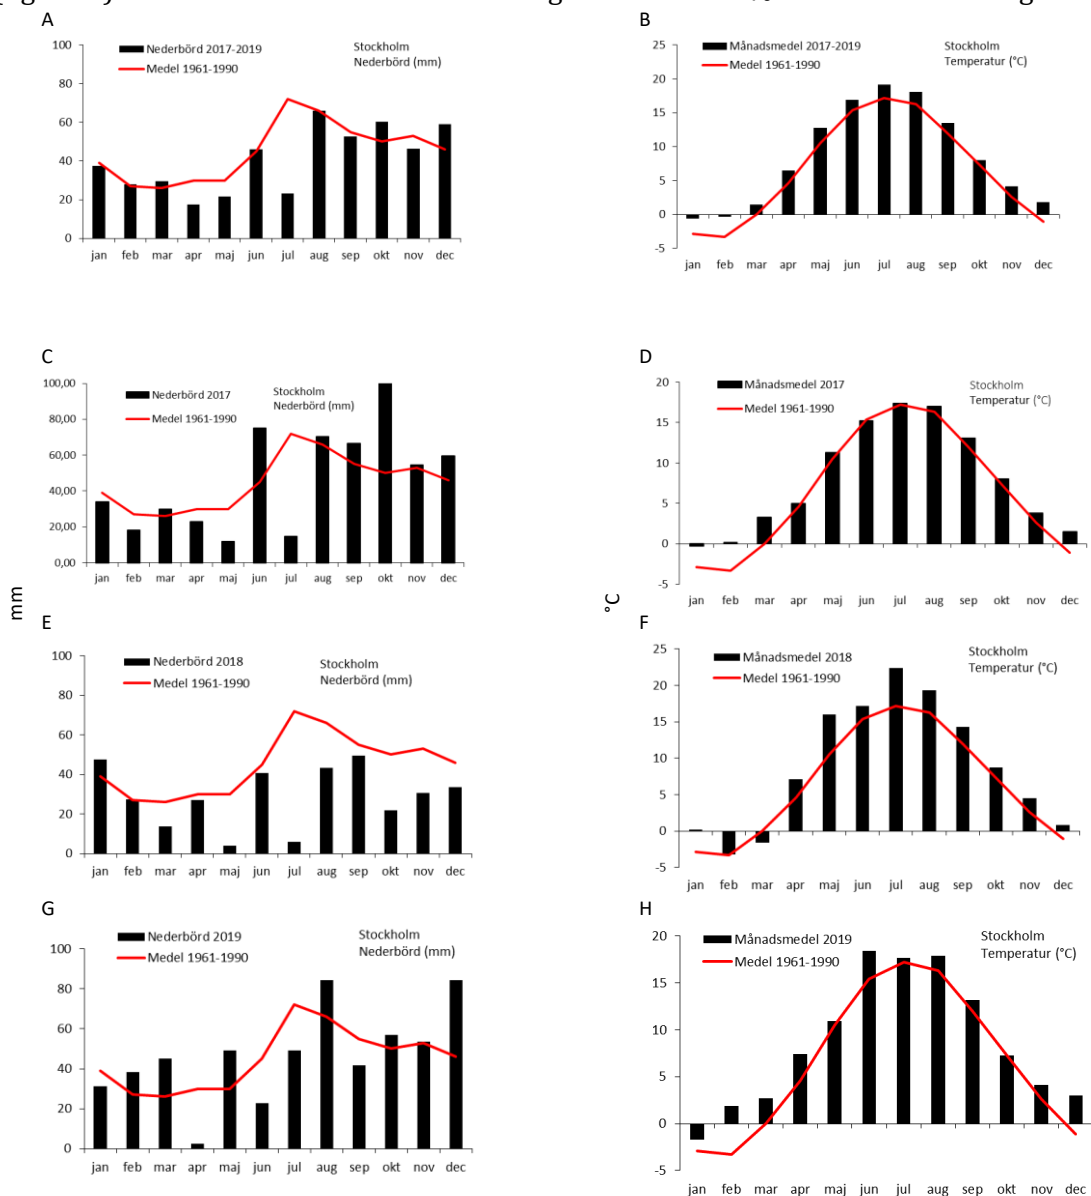 A
Nederbörd 2017-2019
Medel 1961-1990
Stockholm
Nederbörd (mm)
100
80
60
40
20
0
jan feb mar apr maj jun jul aug sep okt nov dec
B
Månadsmedel 2017-2019
Medel 1961-1990
Stockholm
Temperatur (°C)
25
20
15
10
5
0
-5
jan feb mar apr maj jun jul aug sep okt nov dec
C
Nederbörd 2017
Medel 1961-1990
Stockholm
Nederbörd (mm)
100,00
80,00
60,00
40,00
20,00
0,00
jan feb mar apr maj jun jul aug sep okt nov dec
D
Månadsmedel 2017
Medel 1961-1990
Stockholm
Temperatur (°C)
20
15
10
5
0
-5
jan feb mar apr maj jun jul aug sep okt nov dec
mm
°C
E
Nederbörd 2018
Medel 1961-1990
Stockholm
Nederbörd (mm)
100
80
60
40
20
0
jan feb mar apr maj jun jul aug sep okt nov dec
F
Månadsmedel 2018
Medel 1961-1990
Stockholm
Temperatur (°C)
25
20
15
10
5
0
-5
jan feb mar apr maj jun jul aug sep okt nov dec
G
Nederbörd 2019
Medel 1961-1990
Stockholm
Nederbörd (mm)
100
80
60
40
20
0
jan feb mar apr maj jun jul aug sep okt nov dec
H
Månadsmedel 2019
Medel 1961-1990
Stockholm
Temperatur (°C)
20
15
10
5
0
-5
jan feb mar apr maj jun jul aug sep okt nov dec